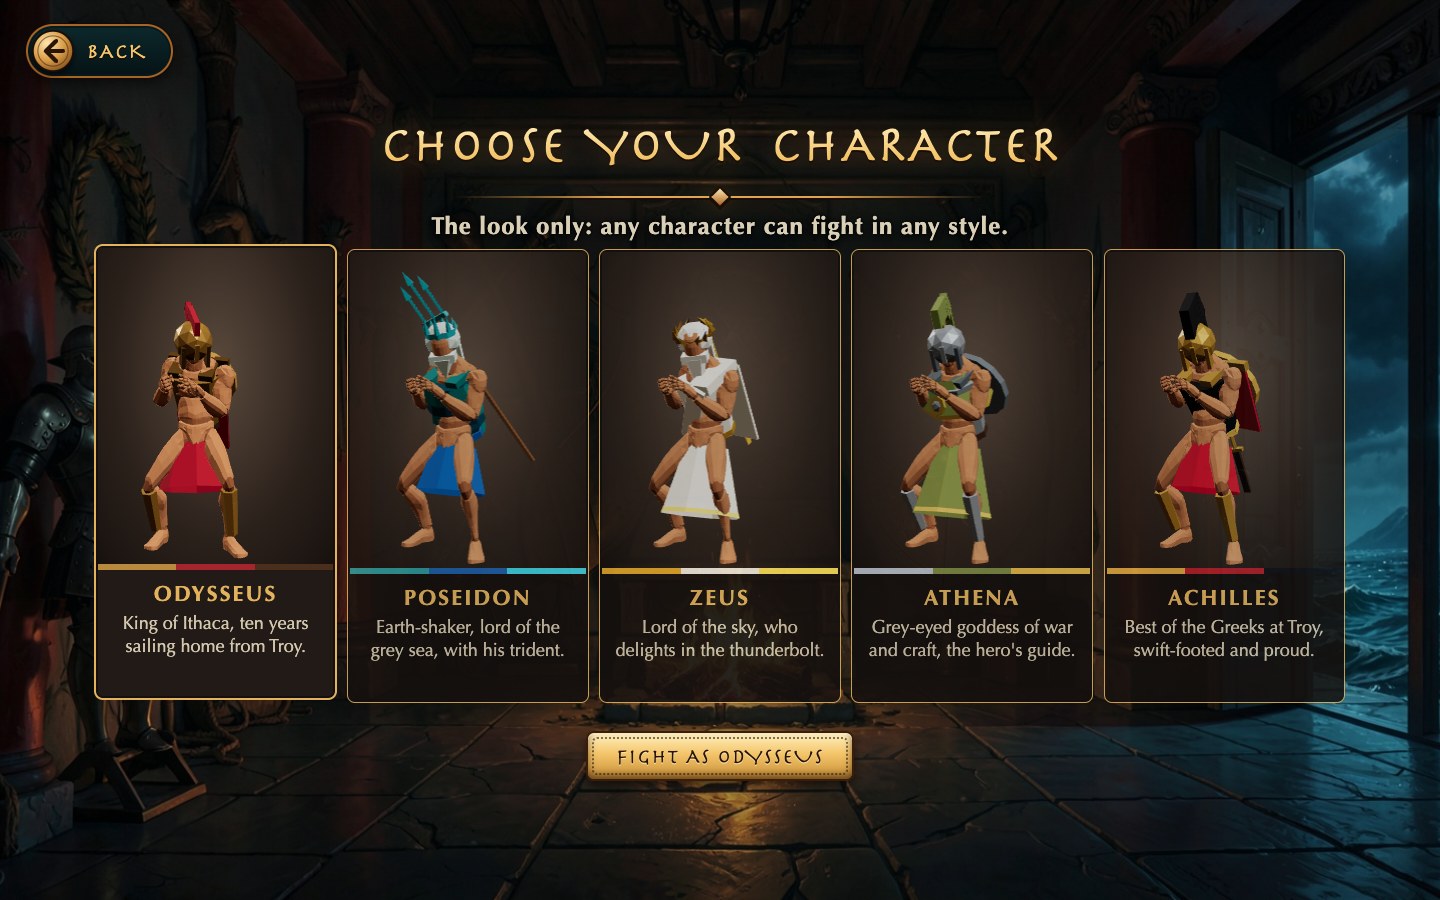 BACK
CHOOSE YOUR CHARACTER
The look only: any character can fight in any style.
ODYSSEUS
King of Ithaca, ten years
sailing home from Troy.
POSEIDON
Earth-shaker, lord of the
grey sea, with his trident.
ZEUS
Lord of the sky, who
delights in the thunderbolt.
ATHENA
Grey-eyed goddess of war
and craft, the hero's guide.
ACHILLES
Best of the Greeks at Troy,
swift-footed and proud.
FIGHT AS ODYSSEUS